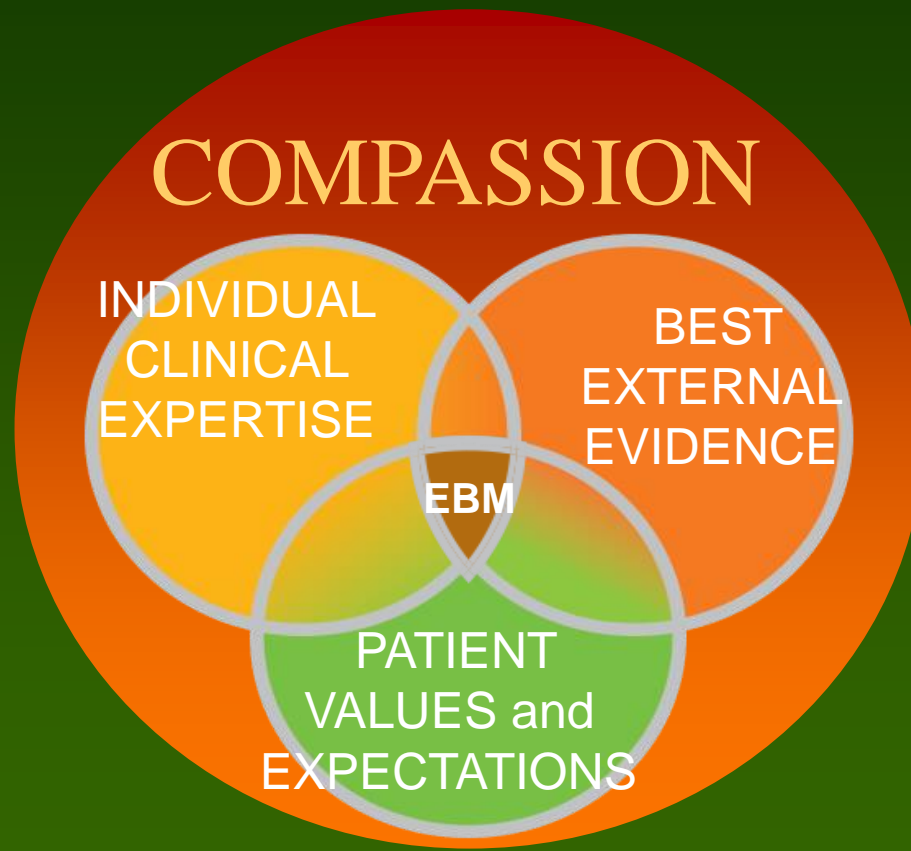 COMPASSION
INDIVIDUAL
CLINICAL
EXPERTISE
BEST
EXTERNAL
EVIDENCE
EBM
PATIENT
VALUES and
EXPECTATIONS